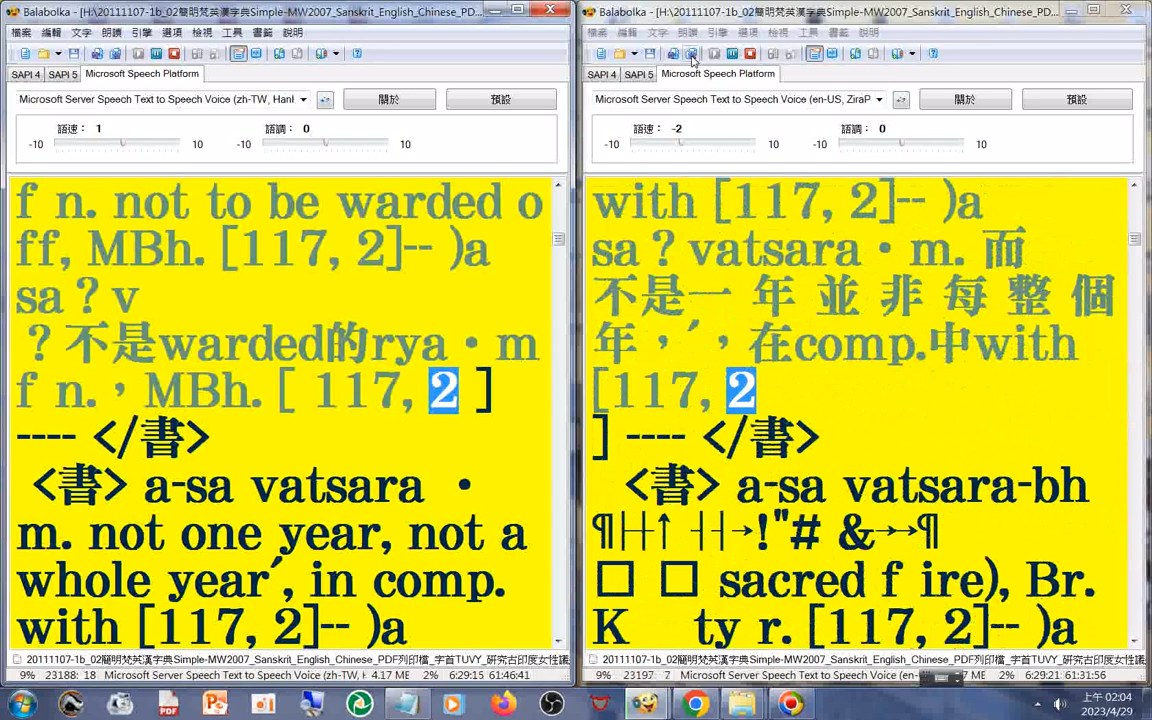 Balabolka - [H:\20111107-1b_02簡明梵英漢字典Simple-MW2007_Sanskrit_English_Chinese_PD...
檔案 編輯 文字 朗讀 引擎 選項 檢視 工具 書籤 說明
SAPI 4 SAPI 5 Microsoft Speech Platform
Microsoft Server Speech Text to Speech Voice (zh-TW, Hanl
關於 預設
語速： 1 語調： 0
-10 10 -10 10
f n. not to be warded o
ff, MBh. [117, 2]-- )a
sa？v
？不是warded的rya・m
f n.，MBh. [ 117, 2 ]
---- </書>
<書> a-sa vatsara ・
m. not one year, not a
whole year´, in comp.
with [117, 2]-- )a
20111107-1b_02簡明梵英漢字典Simple-MW2007_Sanskrit_English_Chinese_PDF列印檔_字首TUVY_研究古印度女性議
9% 23188: 18 Microsoft Server Speech Text to Speech Voice (zh-TW, H 4.17 ME 2% 6:29:15 61:46:41
Balabolka - [H:\20111107-1b_02簡明梵英漢字典Simple-MW2007_Sanskrit_English_Chinese_PDF...
檔案 編輯 文字 朗讀 引擎 選項 檢視 工具 書籤 說明
SAPI 4 SAPI 5 Microsoft Speech Platform
Microsoft Server Speech Text to Speech Voice (en-US, ZiraP
關於 預設
語速： -2 語調： 0
-10 10 -10 10
with [117, 2]-- )a
sa？vatsara・m. 而
不是一 年 並 非 每 整 個
年，´，在comp.中with
[117, 2
] ---- </書>
<書> a-sa vatsara-bh
¶├┼↑ ┤┤→!"# &→→¶
□ □ sacred f ire), Br.
K ty r. [117, 2]-- )a
20111107-1b_02簡明梵英漢字典Simple-MW2007_Sanskrit_English_Chinese_PDF列印檔_字首TUVY_研究古印度女性議
9% 23197 7 Microsoft Server Speech Text to Speech Voice (en- 2% 6:29:21 61:31:56
上午 02:04
2023/4/29